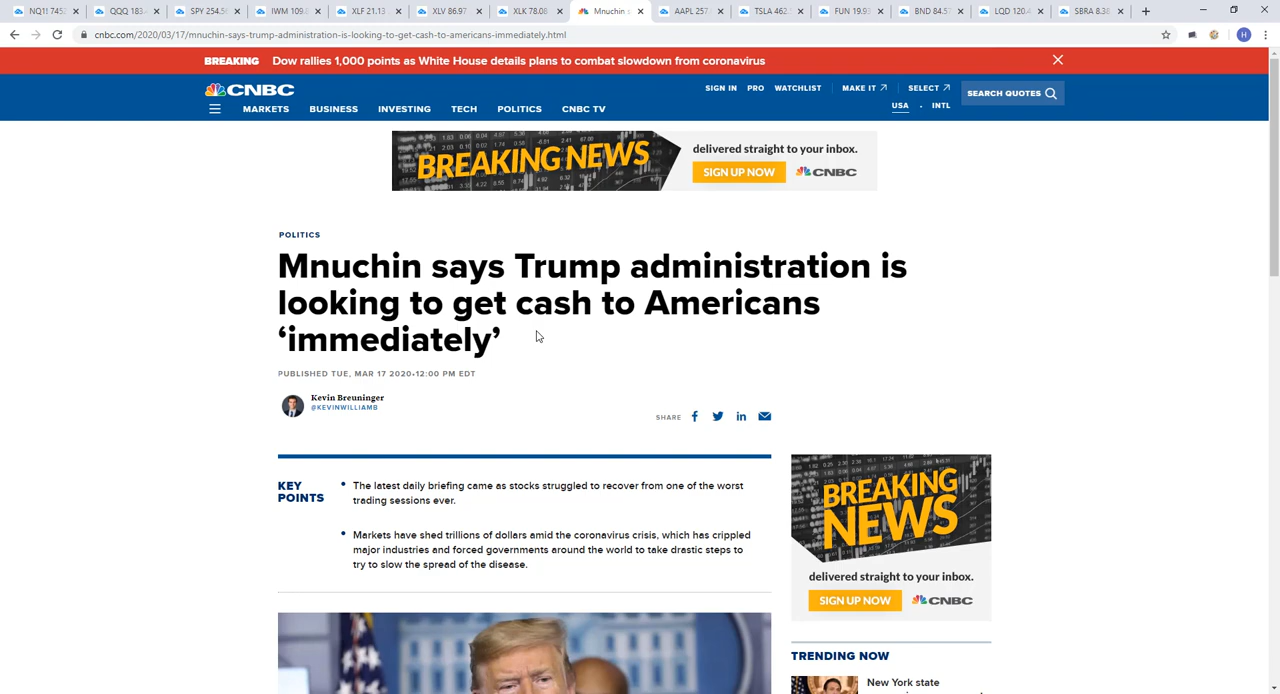 NQ1! 7452
QQQ 183.4
SPY 254.5
IWM 109.8
XLF 21.13
XLV 86.97
XLK 78.08
Mnuchin s
AAPL 257.
TSLA 462.
FUN 19.93
BND 84.57
LQD 120.4
SBRA 8.38
cnbc.com/2020/03/17/mnuchin-says-trump-administration-is-looking-to-get-cash-to-americans-immediately.html
H
BREAKING Dow rallies 1,000 points as White House details plans to combat slowdown from coronavirus
CNBC
SIGN IN PRO WATCHLIST MAKE IT SELECT
SEARCH QUOTES
USA INTL
MARKETS BUSINESS INVESTING TECH POLITICS CNBC TV
BREAKING NEWS
delivered straight to your inbox.
SIGN UP NOW CNBC
POLITICS
Mnuchin says Trump administration is
looking to get cash to Americans
‘immediately’
PUBLISHED TUE, MAR 17 2020•12:00 PM EDT
Kevin Breuninger
@KEVINWILLIAMB
SHARE
KEY
POINTS
• The latest daily briefing came as stocks struggled to recover from one of the worst
trading sessions ever.
• Markets have shed trillions of dollars amid the coronavirus crisis, which has crippled
major industries and forced governments around the world to take drastic steps to
try to slow the spread of the disease.
BREAKING
NEWS
delivered straight to your inbox.
SIGN UP NOW CNBC
TRENDING NOW
New York state